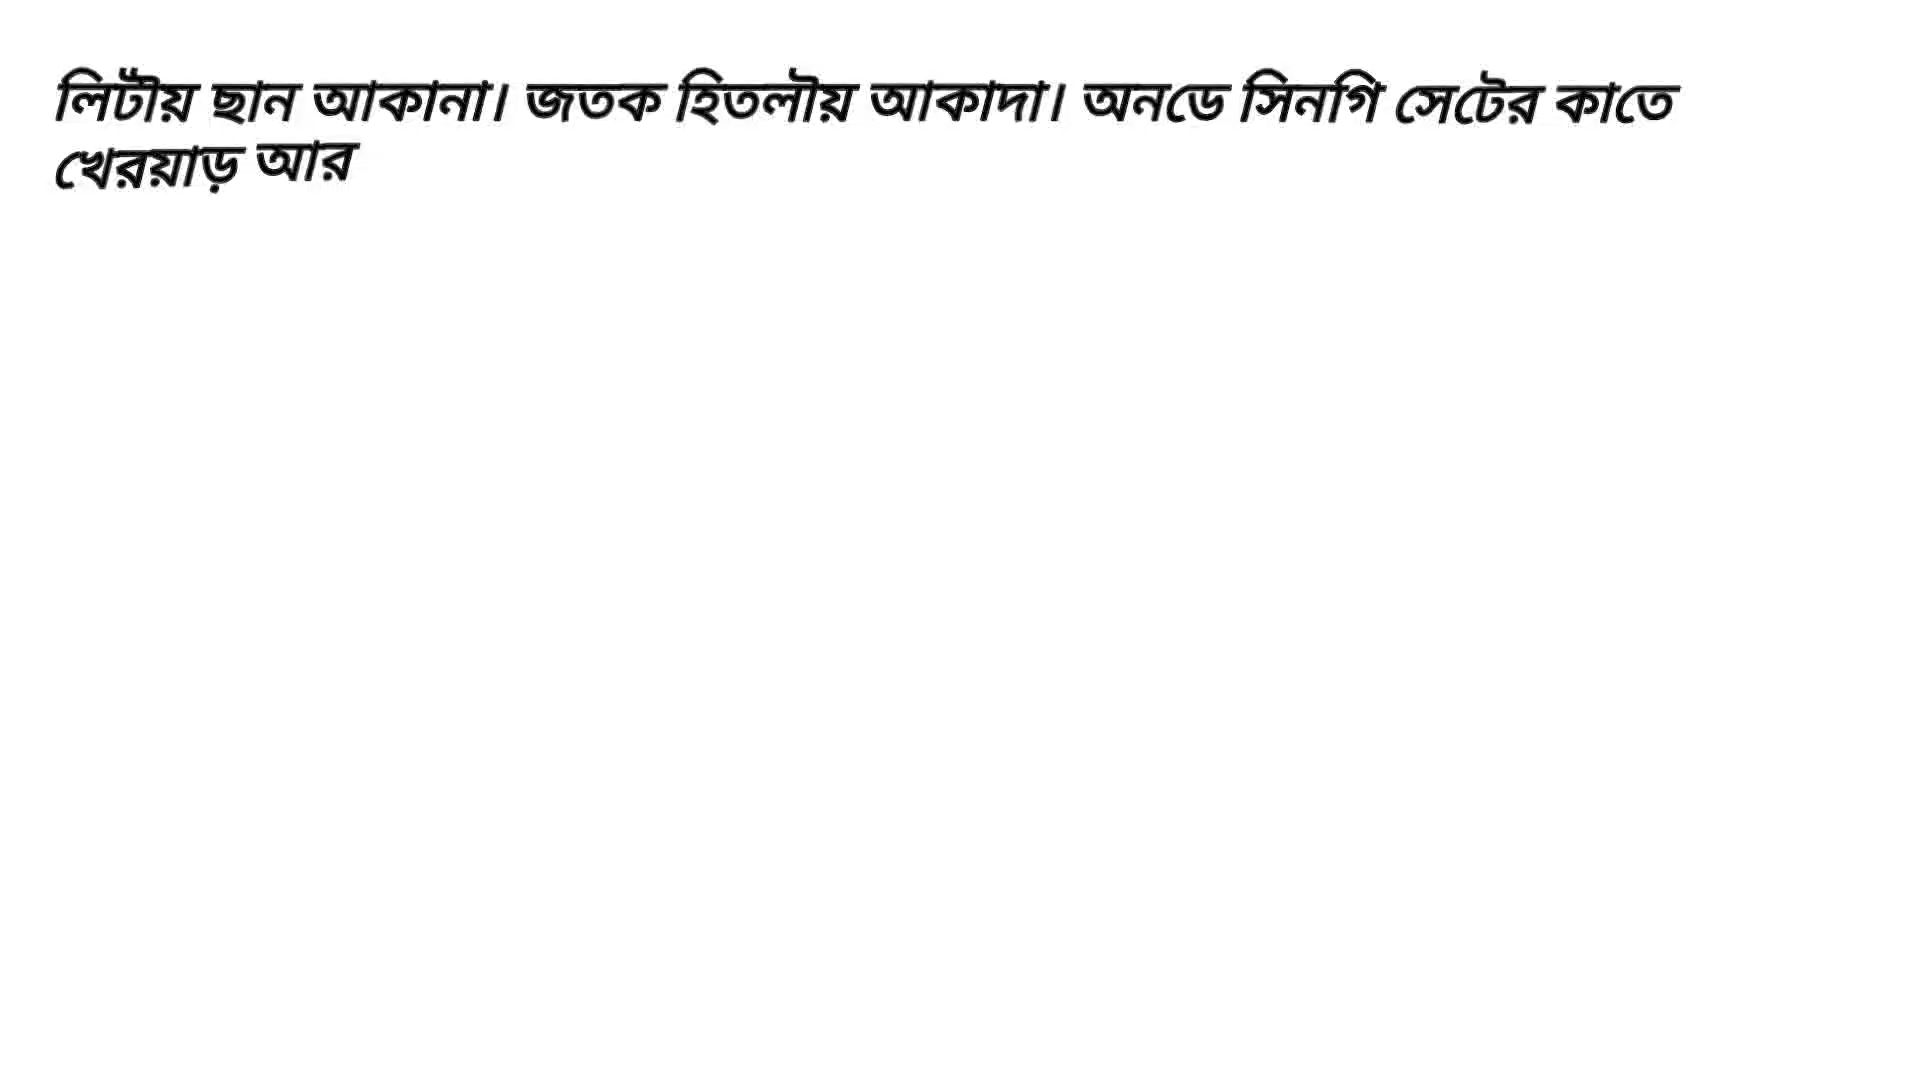 লিটীয় ছান আকানা। জতক হিতলীয় আকাদা। অনডে সিনগি সেটের কাতে
খেরয়াড় আর